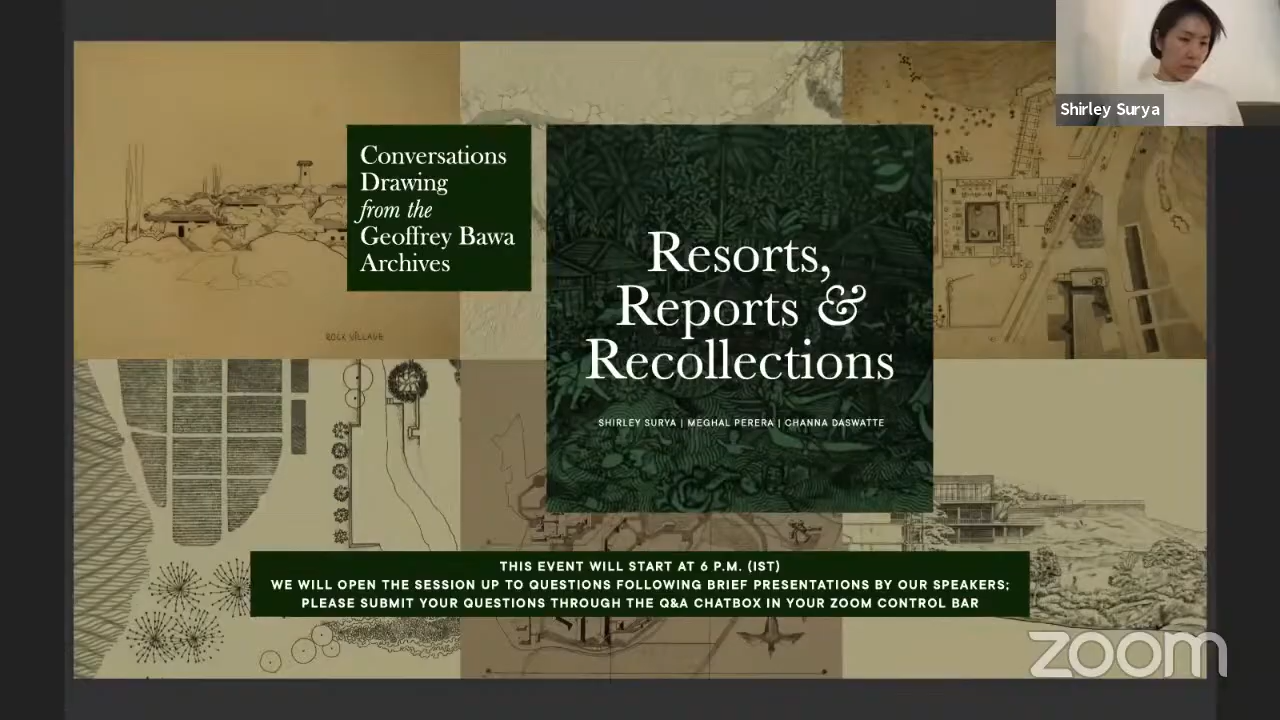 Shirley Surya
Conversations
Drawing
from the
Geoffrey Bawa
Archives
Resorts,
Reports &
Recollections
SHIRLEY SURYA | MEGHAL PERERA | CHANNA DASWATTE
ROCK VILLAGE
THIS EVENT WILL START AT 6 P.M. (IST)
WE WILL OPEN THE SESSION UP TO QUESTIONS FOLLOWING BRIEF PRESENTATIONS BY OUR SPEAKERS;
PLEASE SUBMIT YOUR QUESTIONS THROUGH THE Q&A CHATBOX IN YOUR ZOOM CONTROL BAR
zoom